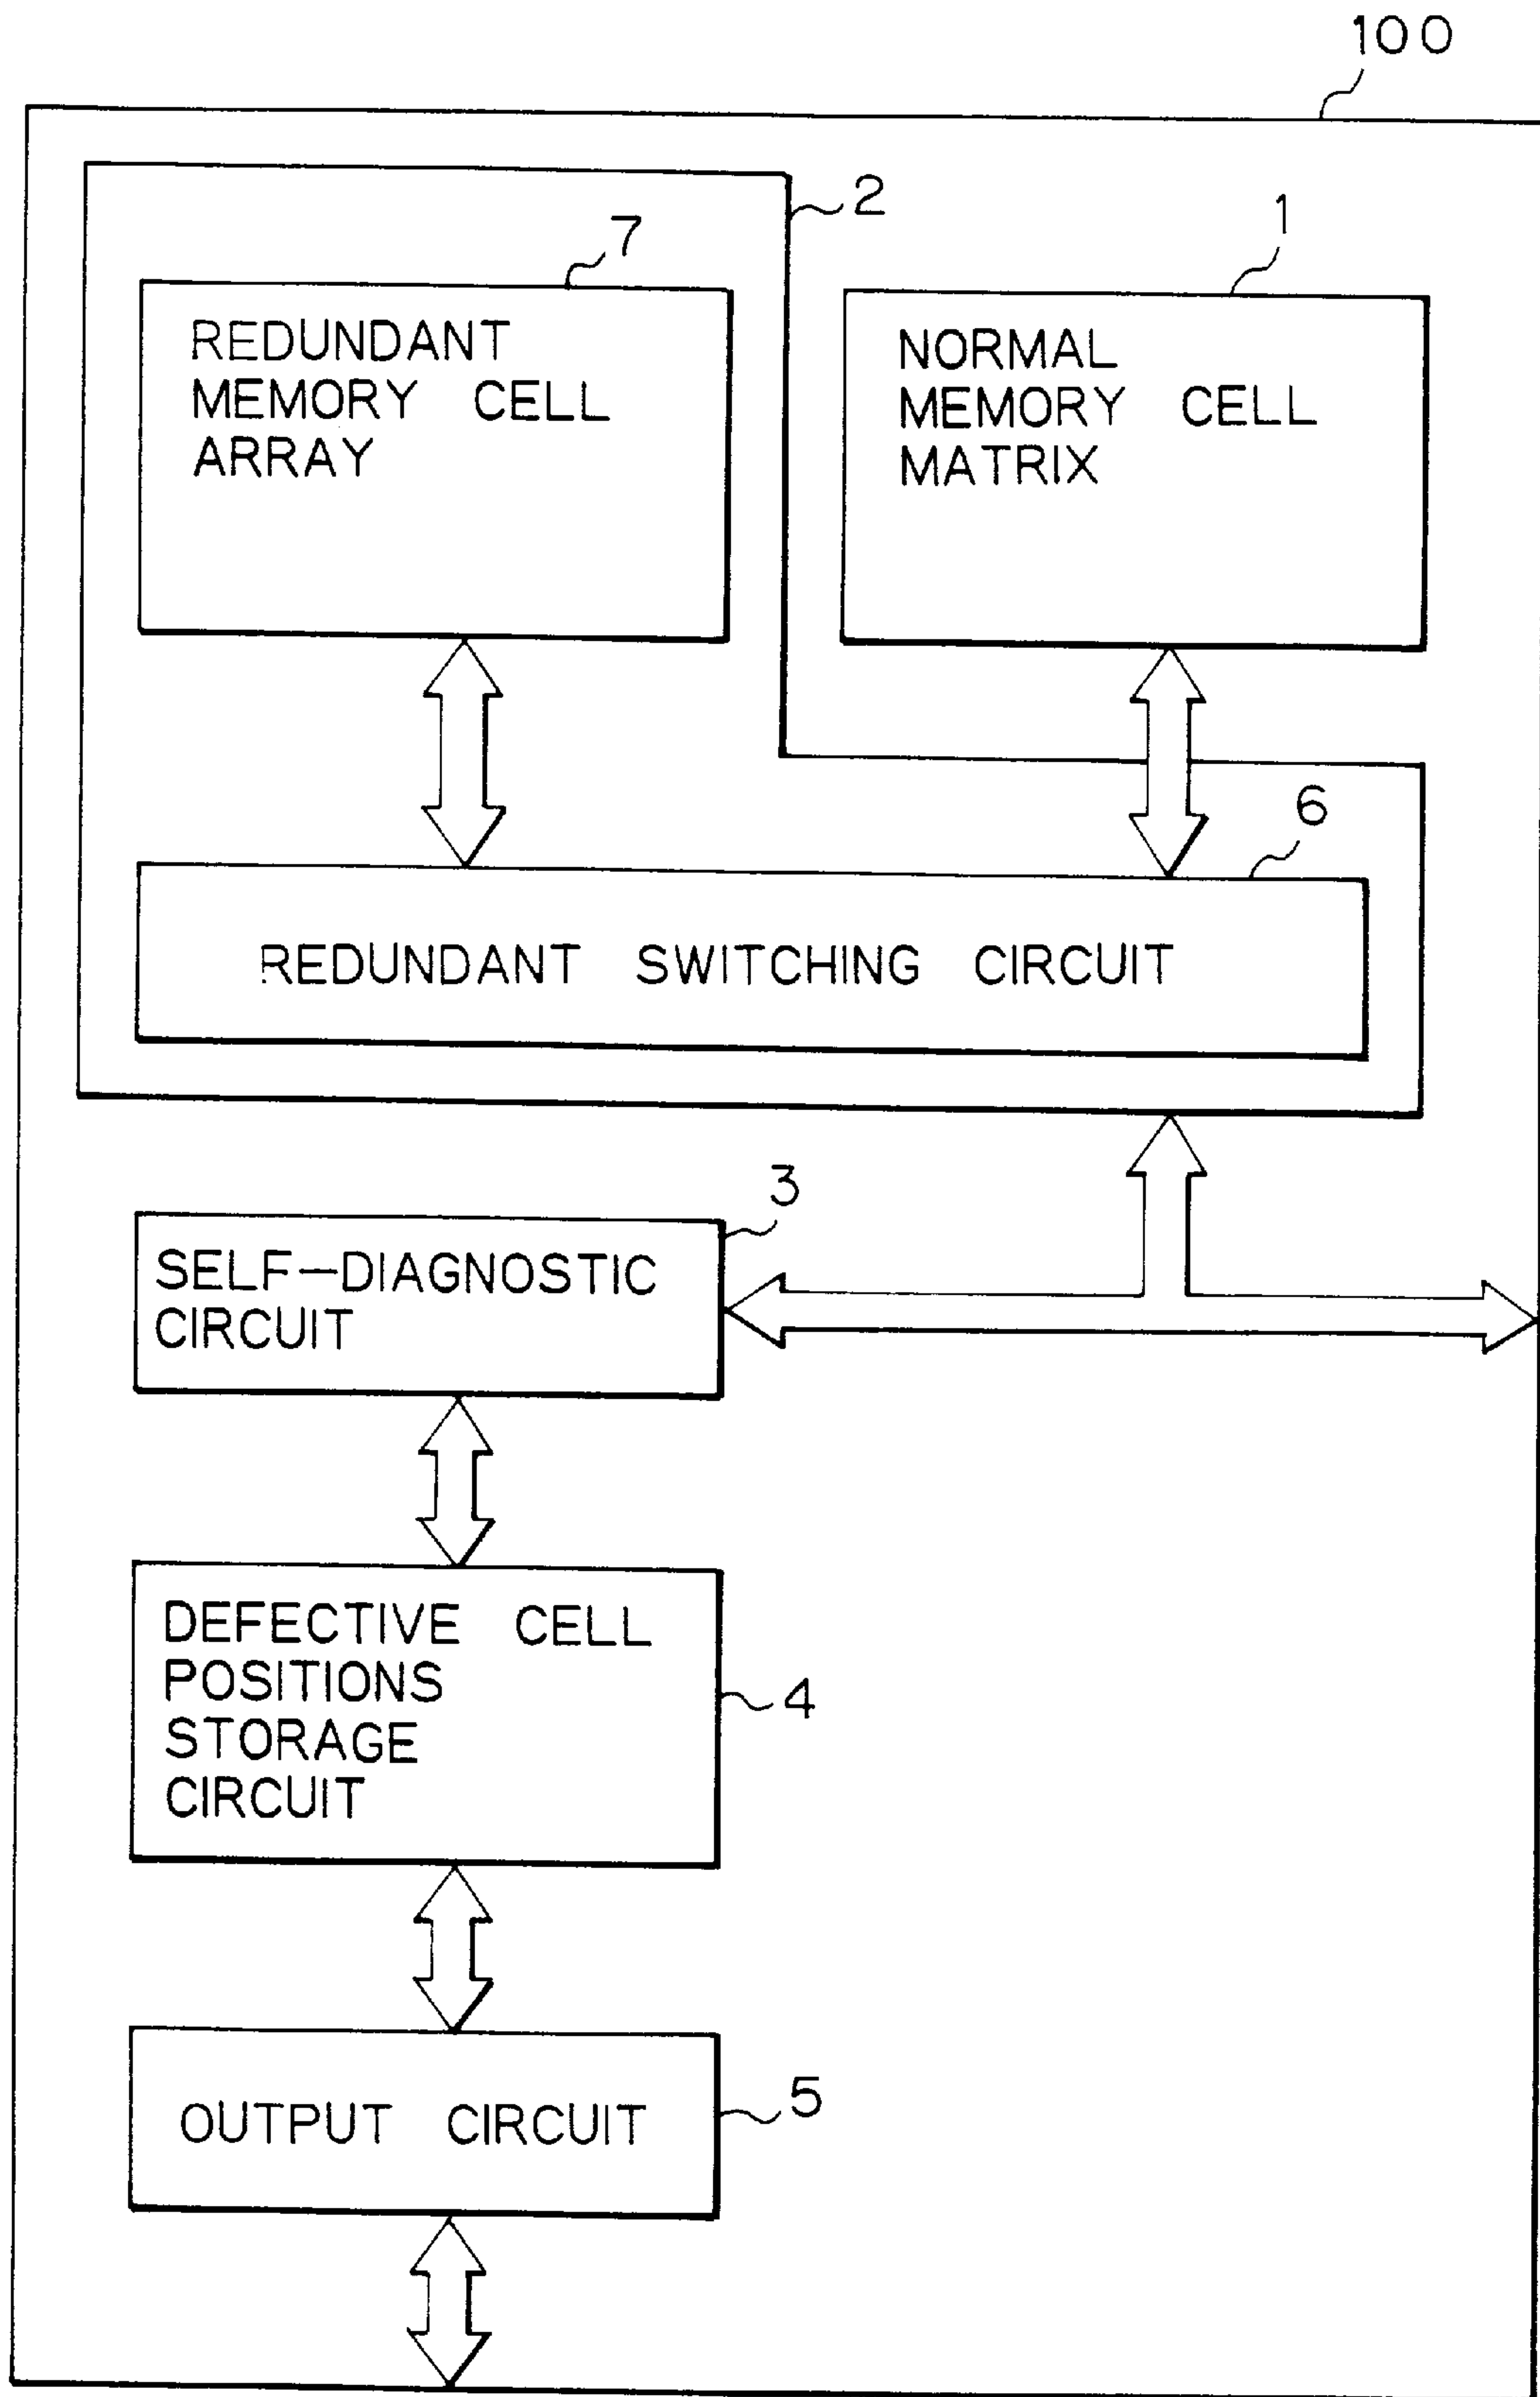 100
2
7
1
REDUNDANT
MEMORY CELL
ARRAY
NORMAL
MEMORY CELL
MATRIX
6
REDUNDANT SWITCHING CIRCUIT
3
SELF-DIAGNOSTIC
CIRCUIT
DEFECTIVE CELL
POSITIONS
STORAGE
CIRCUIT
4
OUTPUT CIRCUIT
5